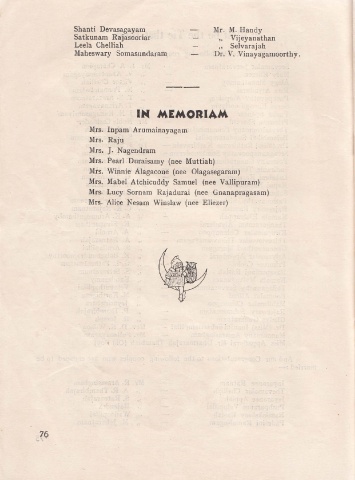 Shanti Devasagayam — Mr. M. Handy
Satkunam Rajasooriar — „ Vijeyanathan
Leela Chelliah — „ Selvarajah
Maheswary Somasundaram — Dr. V. Vinayagamoorthy.
IN MEMORIAM
Mrs. Inpam Arumainayagam
Mrs. Raju
Mrs. J. Nagendram
Mrs. Pearl Duraisamy (nee Muttiah)
Mrs. Winnie Alagacone (nee Olagasegaram)
Mrs. Mabel Atchicuddy Samuel (nee Vallipuram)
Mrs. Lucy Sornam Rajadurai (nee Gnanapragasam)
Mrs. Alice Nesam Winslow (nee Eliezer)
76